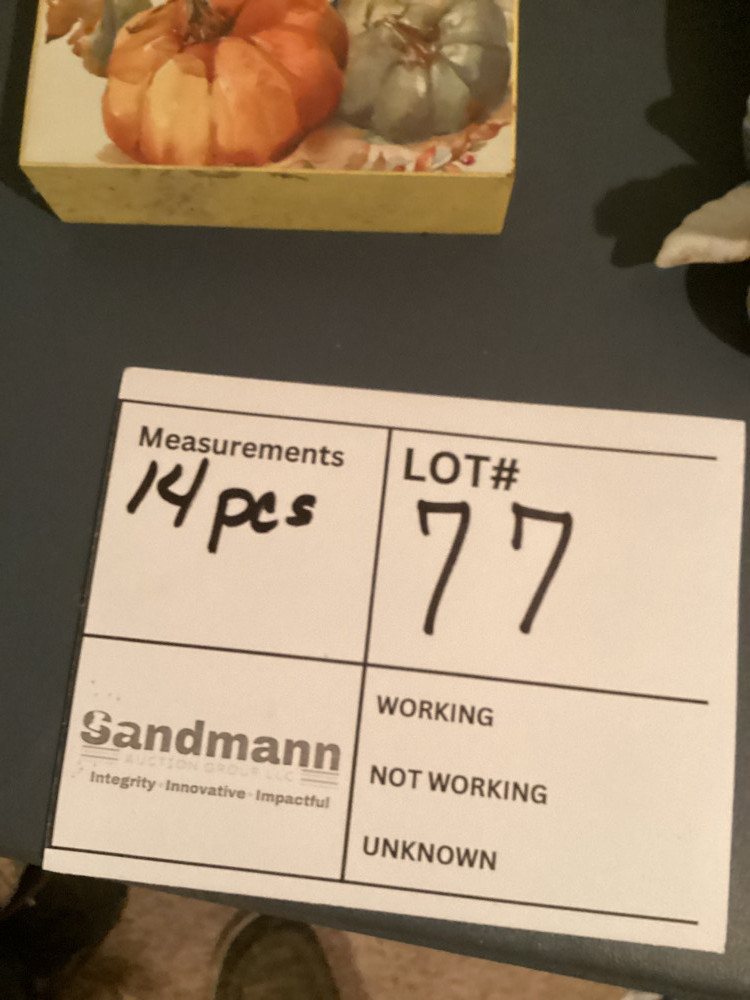 Measurements
14 pcs
LOT#
77
Sandmann
AUCTION GROUP LLC
Integrity · Innovative · Impactful
WORKING
NOT WORKING
UNKNOWN